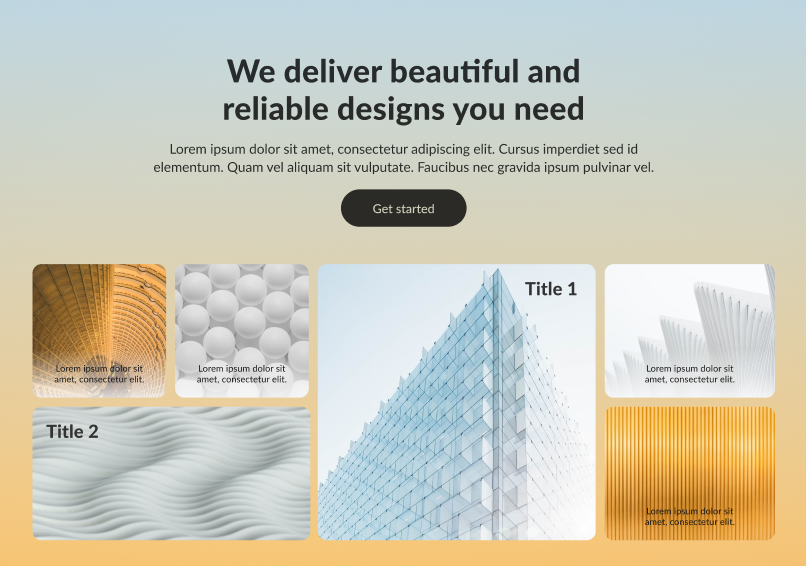 We deliver beautiful and
reliable designs you need
Lorem ipsum dolor sit amet, consectetur adipiscing elit. Cursus imperdiet sed id
elementum. Quam vel aliquam sit vulputate. Faucibus nec gravida ipsum pulvinar vel.
Get started
Lorem ipsum dolor sit
amet, consectetur elit.
Lorem ipsum dolor sit
amet, consectetur elit.
Title 1
Lorem ipsum dolor sit
amet, consectetur elit.
Title 2
Lorem ipsum dolor sit
amet, consectetur elit.